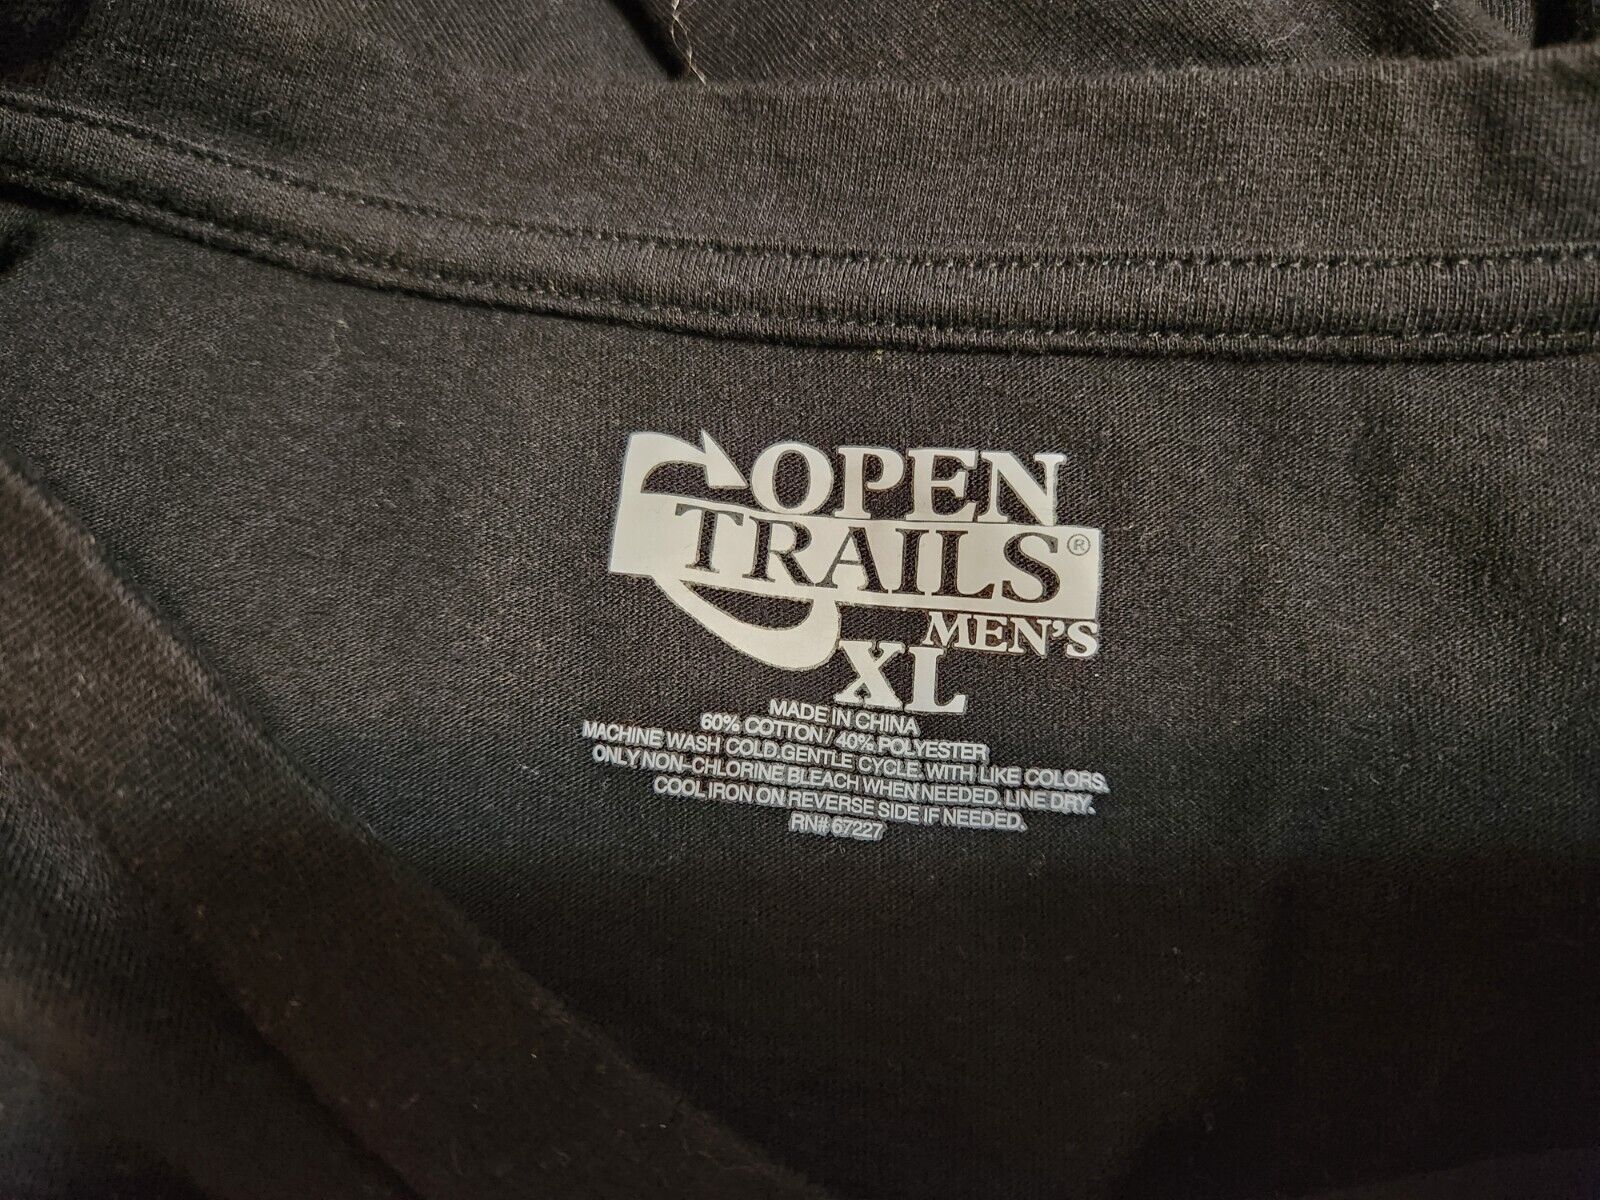 OPEN
TRAILS®
MEN'S
XL
MADE IN CHINA
60% COTTON / 40% POLYESTER
MACHINE WASH COLD.GENTLE CYCLE. WITH LIKE COLORS.
ONLY NON-CHLORINE BLEACH WHEN NEEDED. LINE DRY.
COOL IRON ON REVERSE SIDE IF NEEDED.
RN# 67227